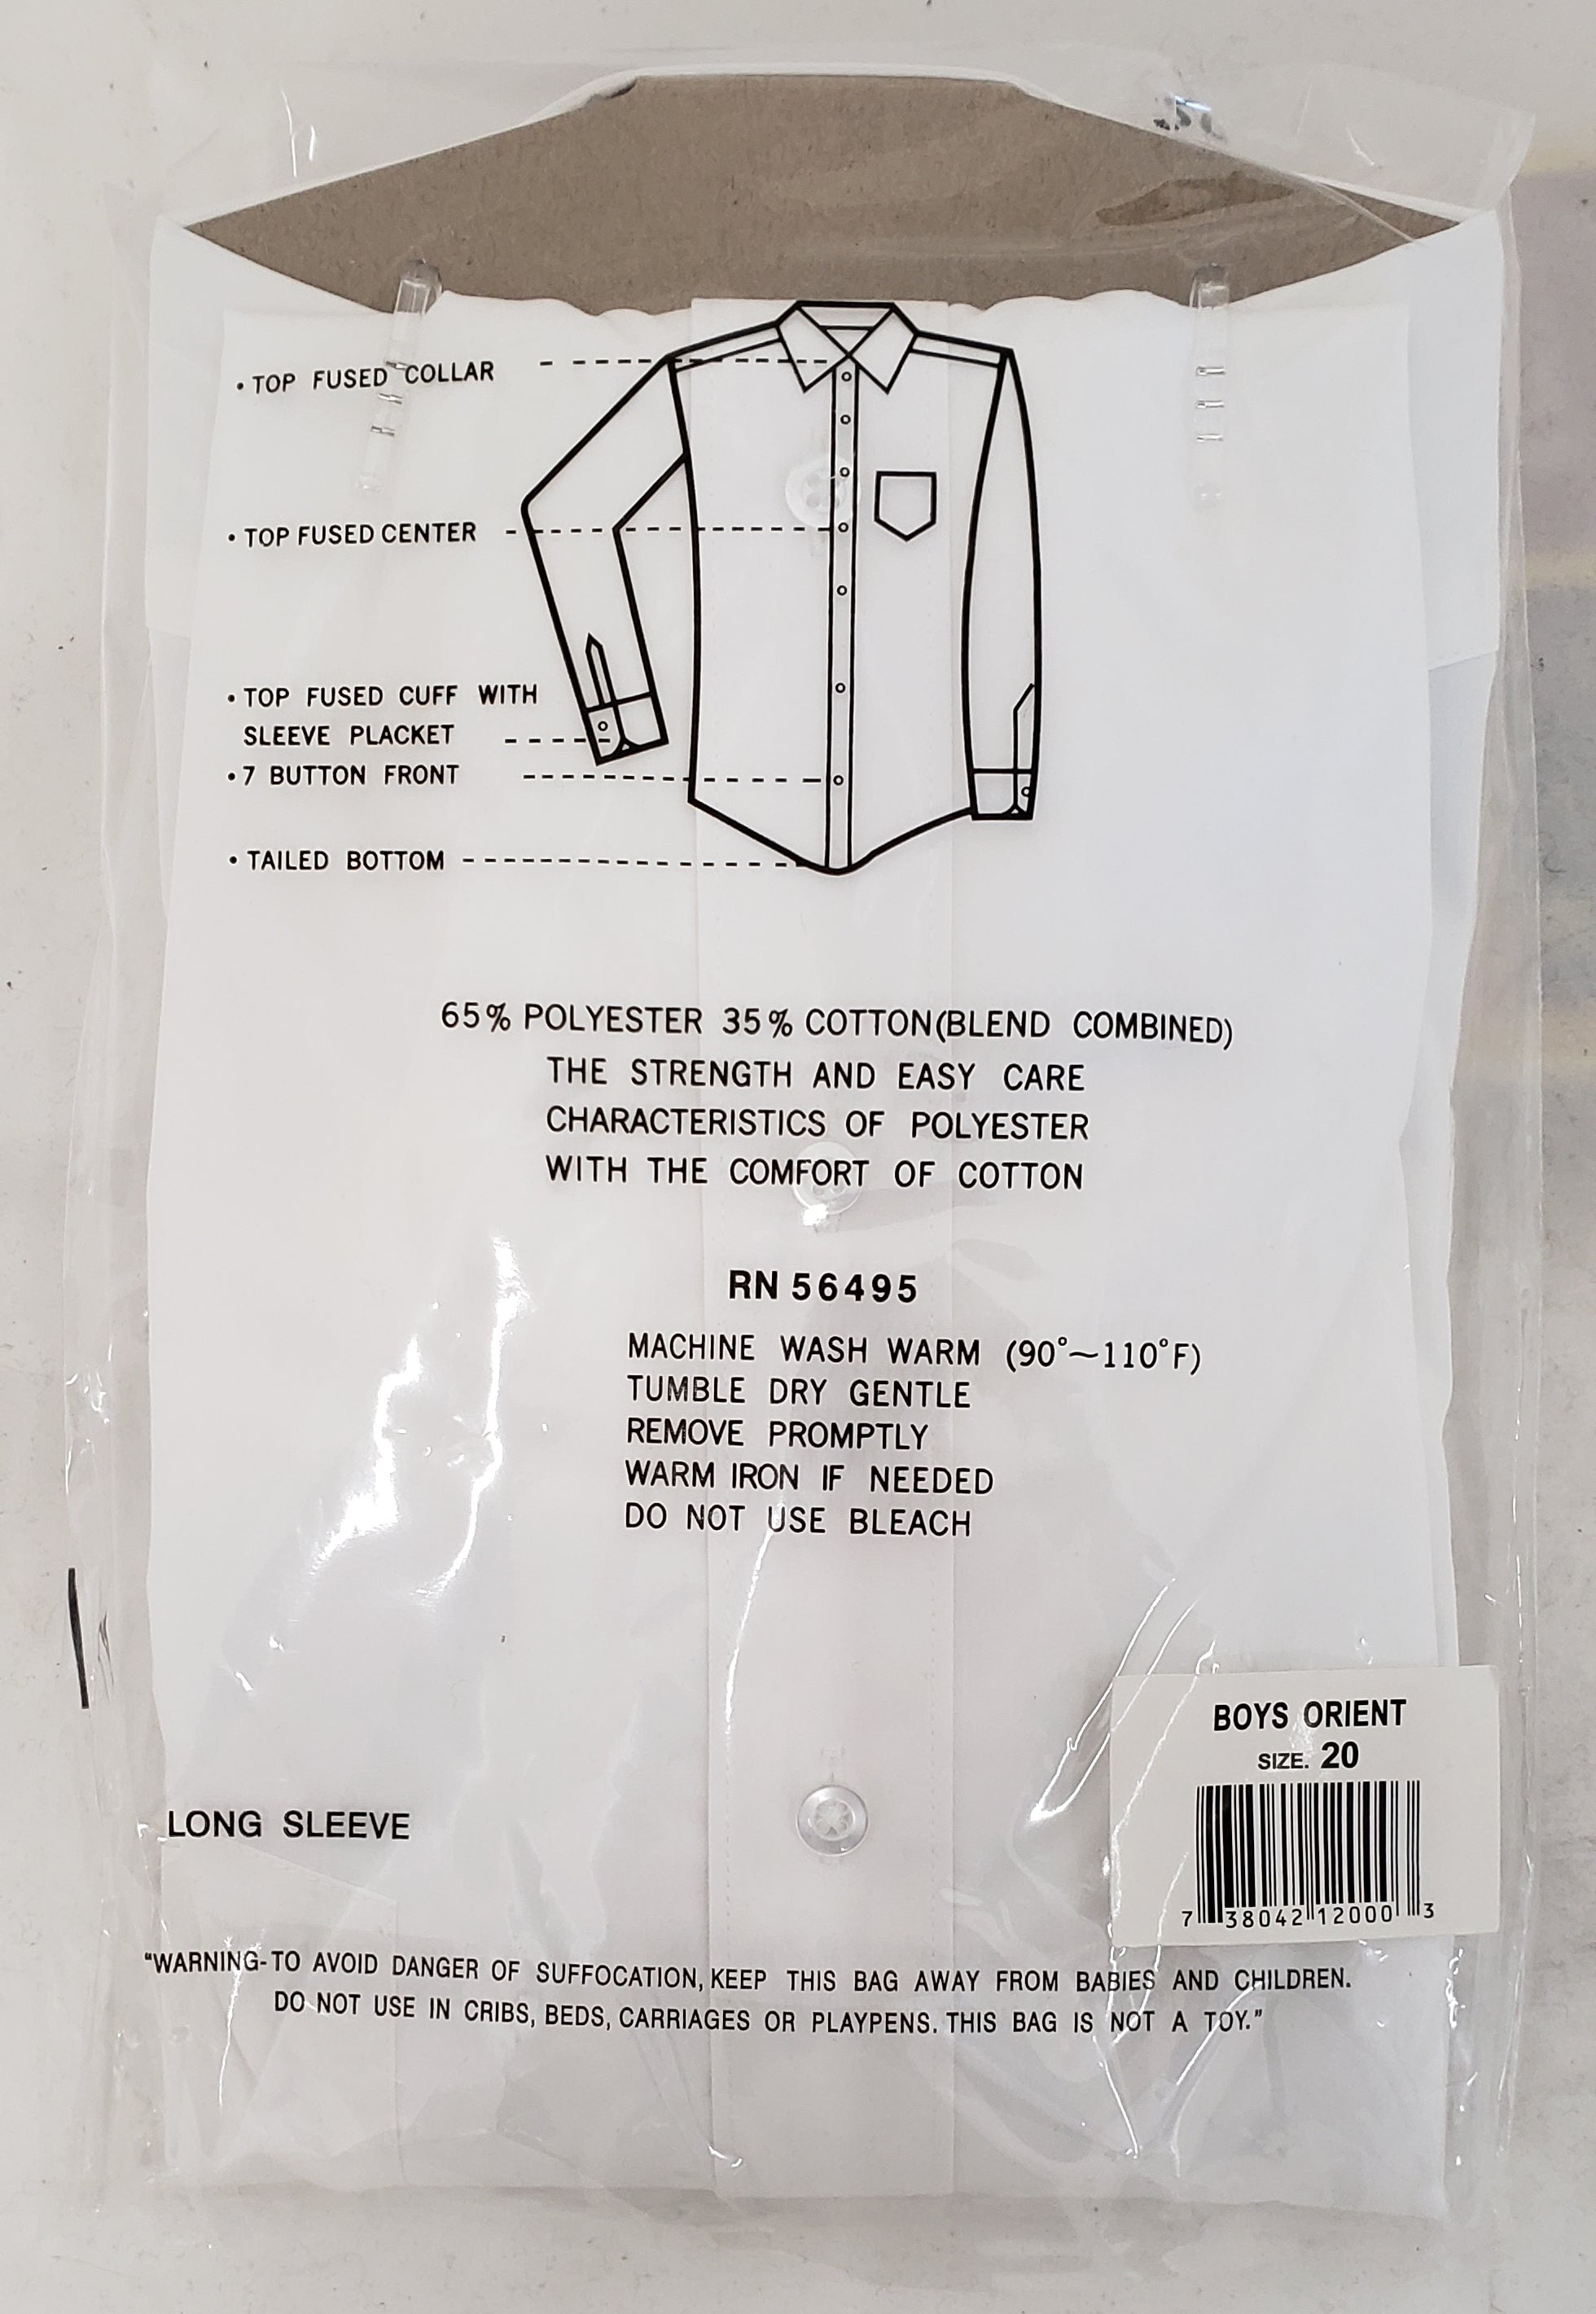 • TOP FUSED COLLAR
• TOP FUSED CENTER
• TOP FUSED CUFF WITH
SLEEVE PLACKET
• 7 BUTTON FRONT
• TAILED BOTTOM
65% POLYESTER 35% COTTON(BLEND COMBINED)
THE STRENGTH AND EASY CARE
CHARACTERISTICS OF POLYESTER
WITH THE COMFORT OF COTTON
RN 56495
MACHINE WASH WARM (90°~110°F)
TUMBLE DRY GENTLE
REMOVE PROMPTLY
WARM IRON IF NEEDED
DO NOT USE BLEACH
BOYS ORIENT
SIZE. 20
7 38042 12000 3
LONG SLEEVE
"WARNING-TO AVOID DANGER OF SUFFOCATION, KEEP THIS BAG AWAY FROM BABIES AND CHILDREN.
DO NOT USE IN CRIBS, BEDS, CARRIAGES OR PLAYPENS. THIS BAG IS NOT A TOY."